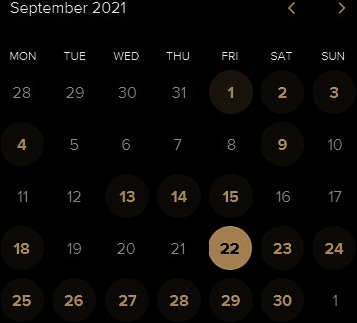 September 2021
MON TUE WED THU FRI SAT SUN
28 29 30 31 1 2 3
4 5 6 7 8 9 10
11 12 13 14 15 16 17
18 19 20 21 22 23 24
25 26 27 28 29 30 1